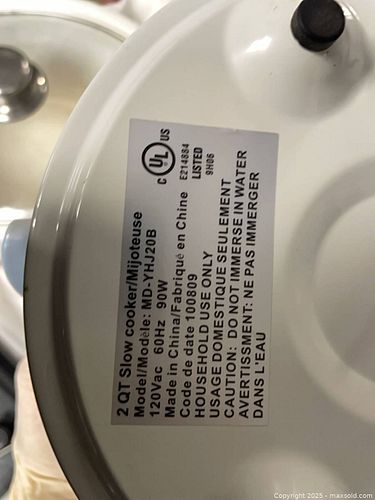 2 QT Slow cooker/Mijoteuse
Model/Modèle: MD-YHJ20B
120Vac 60Hz 90W
Made in China/Fabriqué en Chine
Code de date 100809
HOUSEHOLD USE ONLY
USAGE DOMESTIQUE SEULEMENT
CAUTION: DO NOT IMMERSE IN WATER
AVERTISSEMENT: NE PAS IMMERGER
DANS L'EAU
C UL US
E214884
LISTED
9H06
Copyright 2025 - maxsold.com